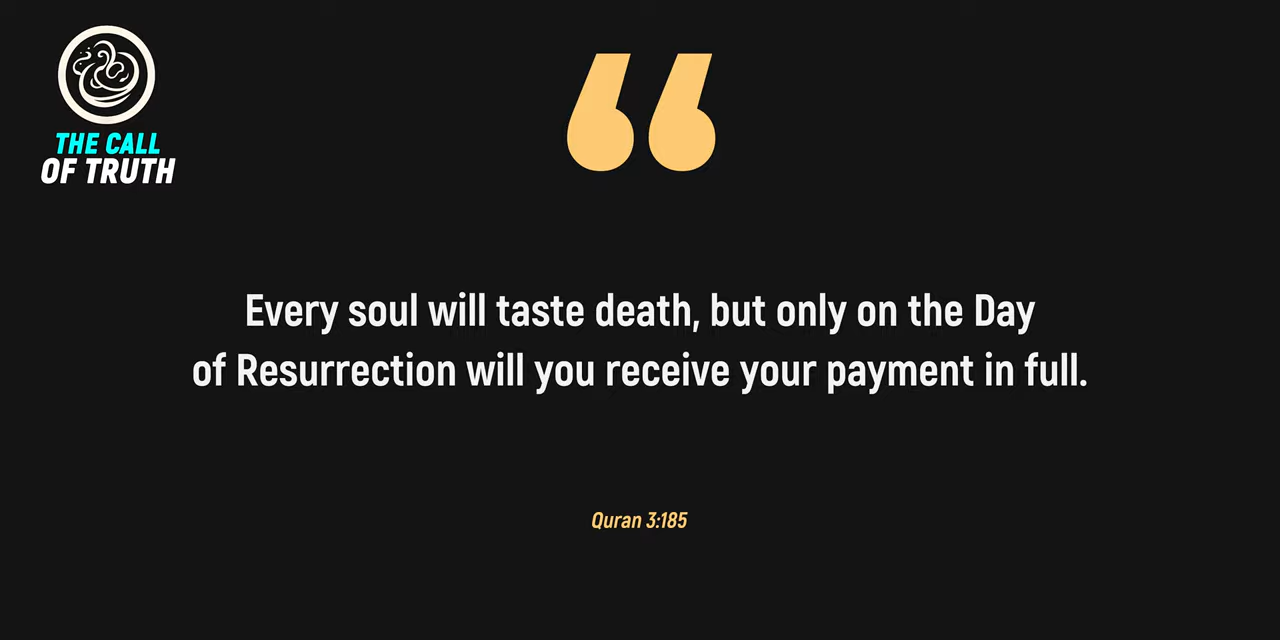 THE CALL
OF TRUTH
“
Every soul will taste death, but only on the Day
of Resurrection will you receive your payment in full.
Quran 3:185